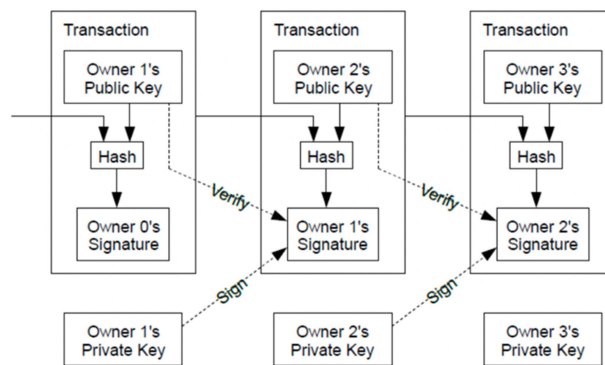 Transaction
Transaction
Transaction
Owner 1's
Public Key
Owner 2's
Public Key
Owner 3's
Public Key
Hash
Hash
Hash
Verify
Verify
Owner 0's
Signature
Owner 1's
Signature
Owner 2's
Signature
Sign
Sign
Owner 1's
Private Key
Owner 2's
Private Key
Owner 3's
Private Key